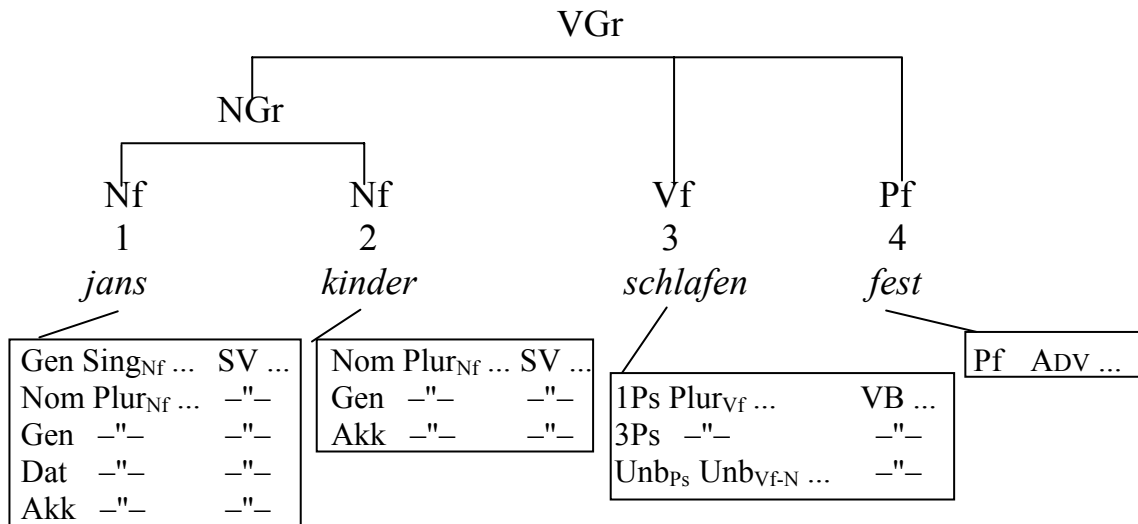 VGr
NGr
Nf Nf Vf Pf
1 2 3 4
jans kinder schlafen fest
Gen SingNf ... SV ...
Nom PlurNf ... –"–
Gen –"– –"–
Dat –"– –"–
Akk –"– –"–
Nom PlurNf ... SV ...
Gen –"– –"–
Akk –"– –"–
1Ps PlurVf ... VB ...
3Ps –"– –"–
UnbPs UnbVf-N ... –"–
Pf ADV ...